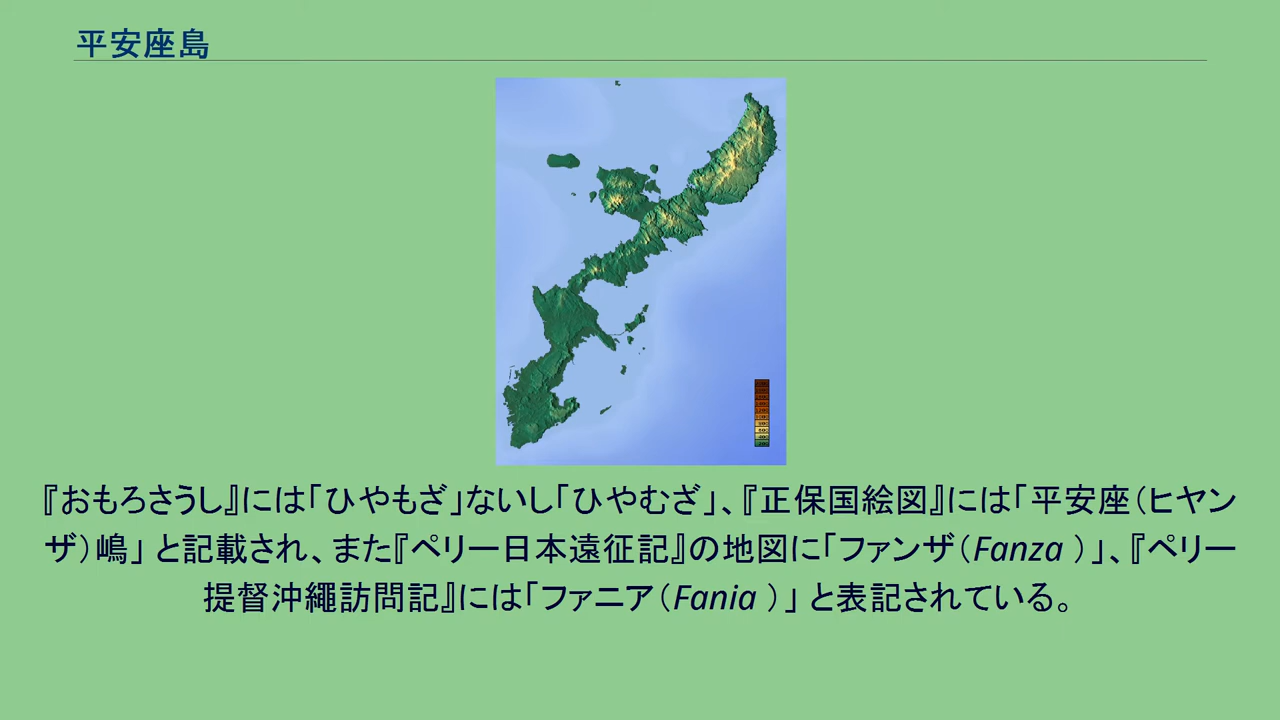 平安座島
『おもろさうし』には「ひやもざ」ないし「ひやむざ」、『正保国絵図』には「平安座（ヒヤン
ザ）嶋」 と記載され、また『ペリー日本遠征記』の地図に「ファンザ（Fanza ）」、『ペリー
提督沖縄訪問記』には「ファニア（Fania ）」 と表記されている。